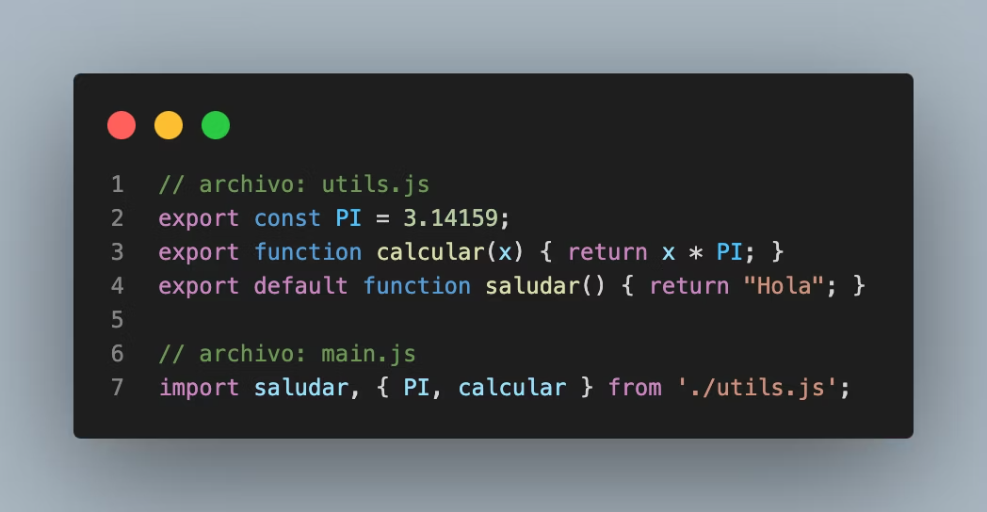 1 // archivo: utils.js
2 export const PI = 3.14159;
3 export function calcular(x) { return x * PI; }
4 export default function saludar() { return "Hola"; }
5
6 // archivo: main.js
7 import saludar, { PI, calcular } from './utils.js';